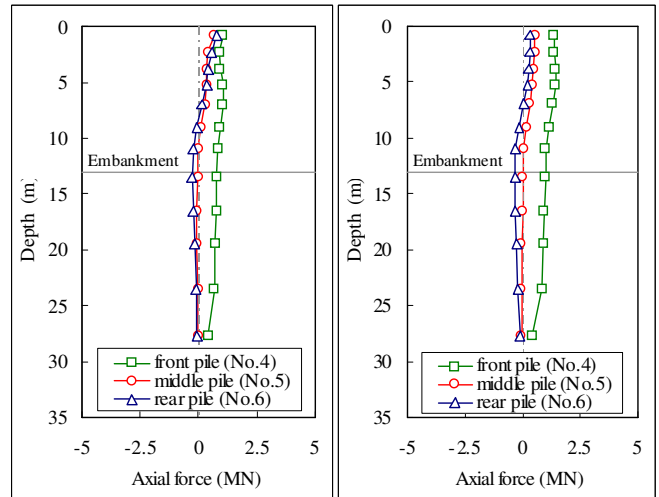 0
5
10
Embankment
15
20
25
30
35
Depth (m)
front pile (No.4)
middle pile (No.5)
rear pile (No.6)
-5 -2.5 0 2.5 5
Axial force (MN)
0
5
10
Embankment
15
20
25
30
35
Depth (m)
front pile (No.4)
middle pile (No.5)
rear pile (No.6)
-5 -2.5 0 2.5 5
Axial force (MN)